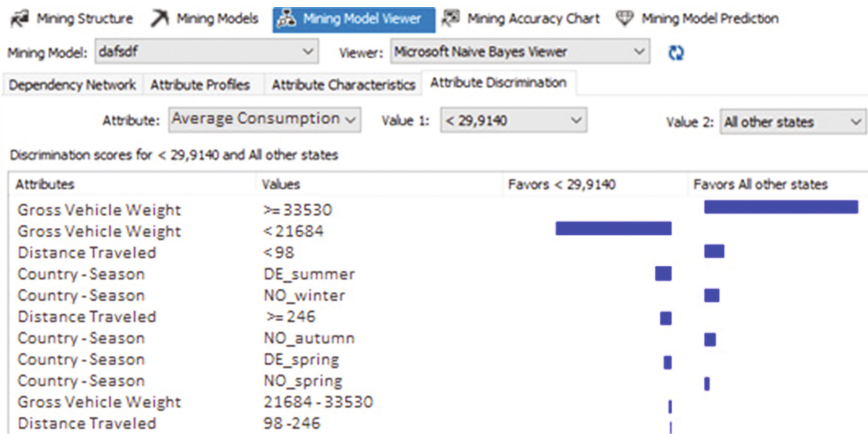 Mining Structure Mining Models Mining Model Viewer Mining Accuracy Chart Mining Model Prediction
Mining Model: dafsdf Viewer: Microsoft Naive Bayes Viewer
Dependency Network Attribute Profiles Attribute Characteristics Attribute Discrimination
Attribute: Average Consumption Value 1: < 29,9140 Value 2: All other states
Discrimination scores for < 29,9140 and All other states
Attributes Values Favors < 29,9140 Favors All other states
Gross Vehicle Weight >= 33530
Gross Vehicle Weight < 21684
Distance Traveled < 98
Country - Season DE_summer
Country - Season NO_winter
Distance Traveled >= 246
Country - Season NO_autumn
Country - Season DE_spring
Country - Season NO_spring
Gross Vehicle Weight 21684 - 33530
Distance Traveled 98 -246